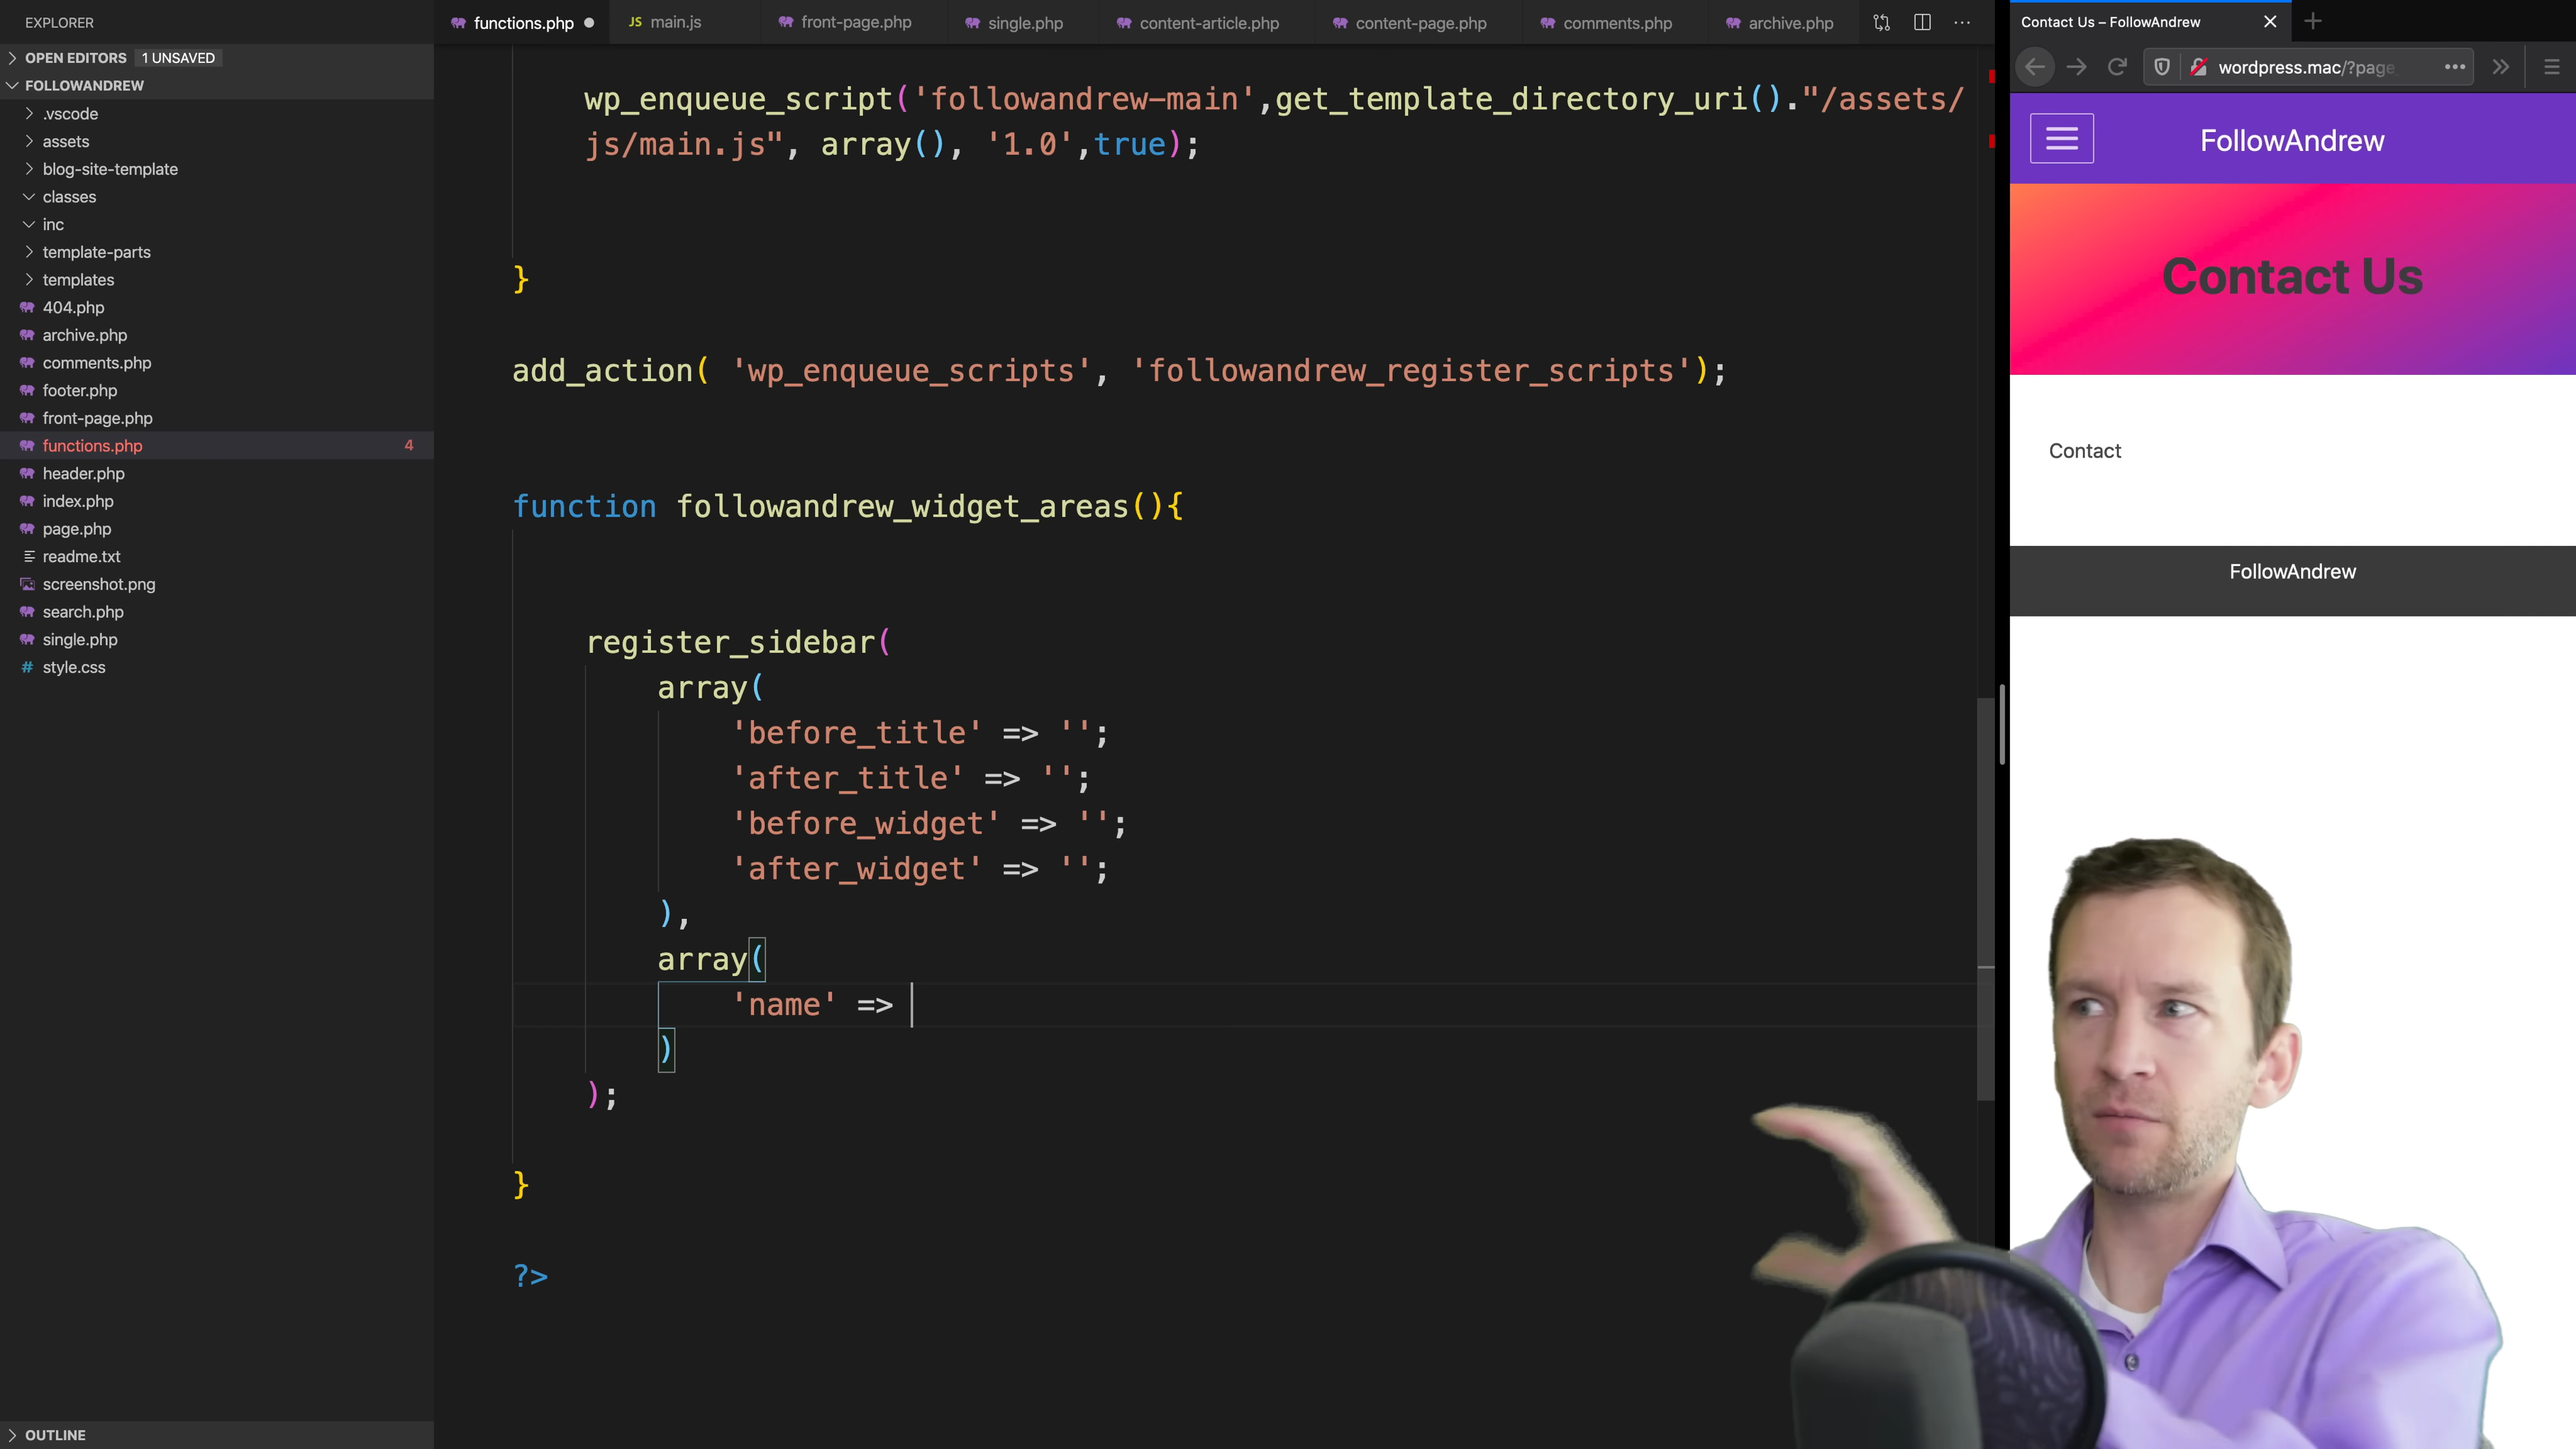 EXPLORER
OPEN EDITORS 1 UNSAVED
FOLLOWANDREW
.vscode
assets
blog-site-template
classes
inc
template-parts
templates
404.php
archive.php
comments.php
footer.php
front-page.php
functions.php 4
header.php
index.php
page.php
readme.txt
screenshot.png
search.php
single.php
# style.css
OUTLINE
functions.php
JS main.js
front-page.php
single.php
content-article.php
content-page.php
comments.php
archive.php
wp_enqueue_script('followandrew-main',get_template_directory_uri()."/assets/
js/main.js", array(), '1.0',true);
}
add_action( 'wp_enqueue_scripts', 'followandrew_register_scripts');
function followandrew_widget_areas(){
register_sidebar(
array(
'before_title' => '';
'after_title' => '';
'before_widget' => '';
'after_widget' => '';
),
array(
'name' =>
)
);
}
?>
Contact Us – FollowAndrew
wordpress.mac/?page_
FollowAndrew
Contact Us
Contact
FollowAndrew